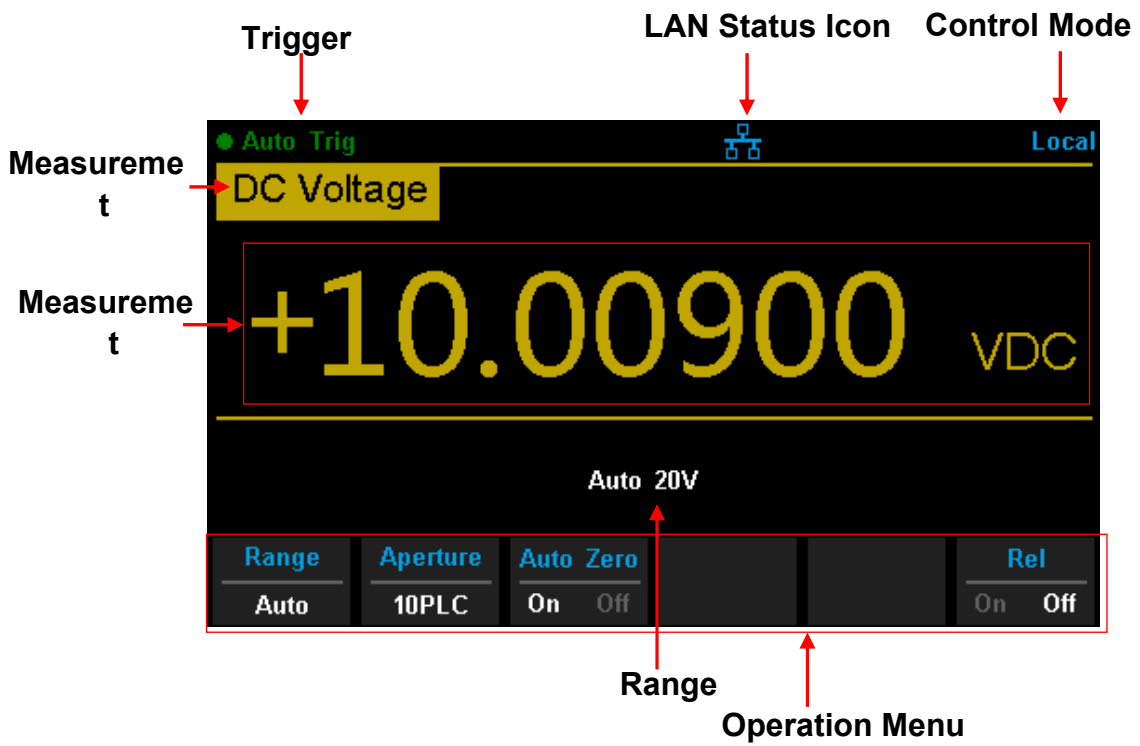 Trigger
LAN Status Icon
Control Mode
Auto Trig
Local
Measureme
t
DC Voltage
Measureme
t
+10.00900 VDC
Auto 20V
Range Aperture Auto Zero Rel
Auto 10PLC On Off On Off
Range
Operation Menu